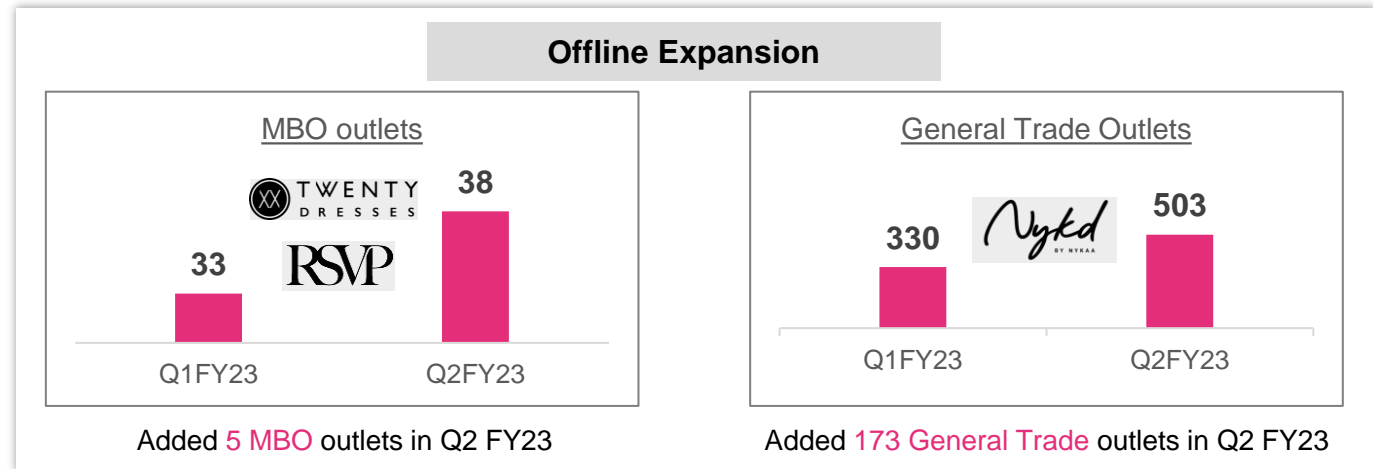 Offline Expansion
MBO outlets
TWENTY
DRESSES
RSVP
33
38
Q1FY23
Q2FY23
Added 5 MBO outlets in Q2 FY23
General Trade Outlets
Nykd
BY NYKAA
330
503
Q1FY23
Q2FY23
Added 173 General Trade outlets in Q2 FY23